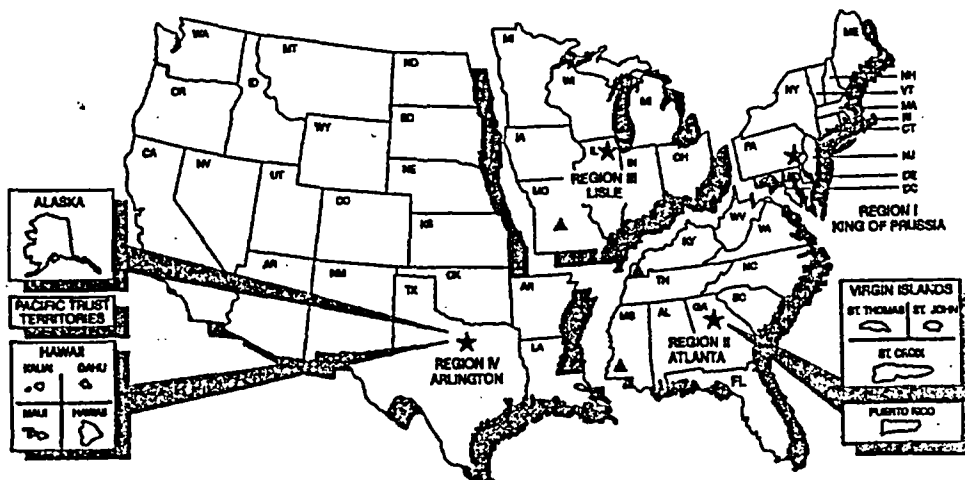 WA
MT
ND
OR
ID
SD
WY
CA
NV
UT
CO
NE
KS
NM
OK
TX
WI
MI
IA
IL
IN
OH
MO
AR
LA
MS
AL
GA
KY
WV
VA
NC
SC
FL
PA
NY
ME
NH
VT
MA
RI
CT
NJ
DE
DC
REGION III
LISLE
REGION I
KING OF PRUSSIA
REGION II
ATLANTA
REGION IV
ARLINGTON
ALASKA
PACIFIC TRUST
TERRITORIES
HAWAII
KAUAI
OAHU
MAUI
HAWAII
VIRGIN ISLANDS
ST. THOMAS
ST. JOHN
ST. CROIX
PUERTO RICO